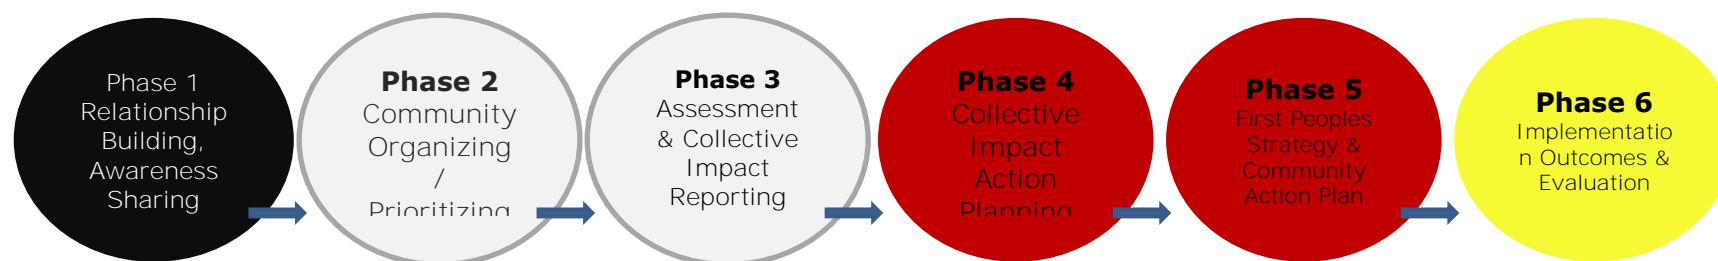 Phase 1
Relationship
Building,
Awareness
Sharing
Phase 2
Community
Organizing
/
Prioritizing
Phase 3
Assessment
& Collective
Impact
Reporting
Phase 4
Collective
Impact
Action
Planning
Phase 5
First Peoples
Strategy &
Community
Action Plan
Phase 6
Implementatio
n Outcomes &
Evaluation